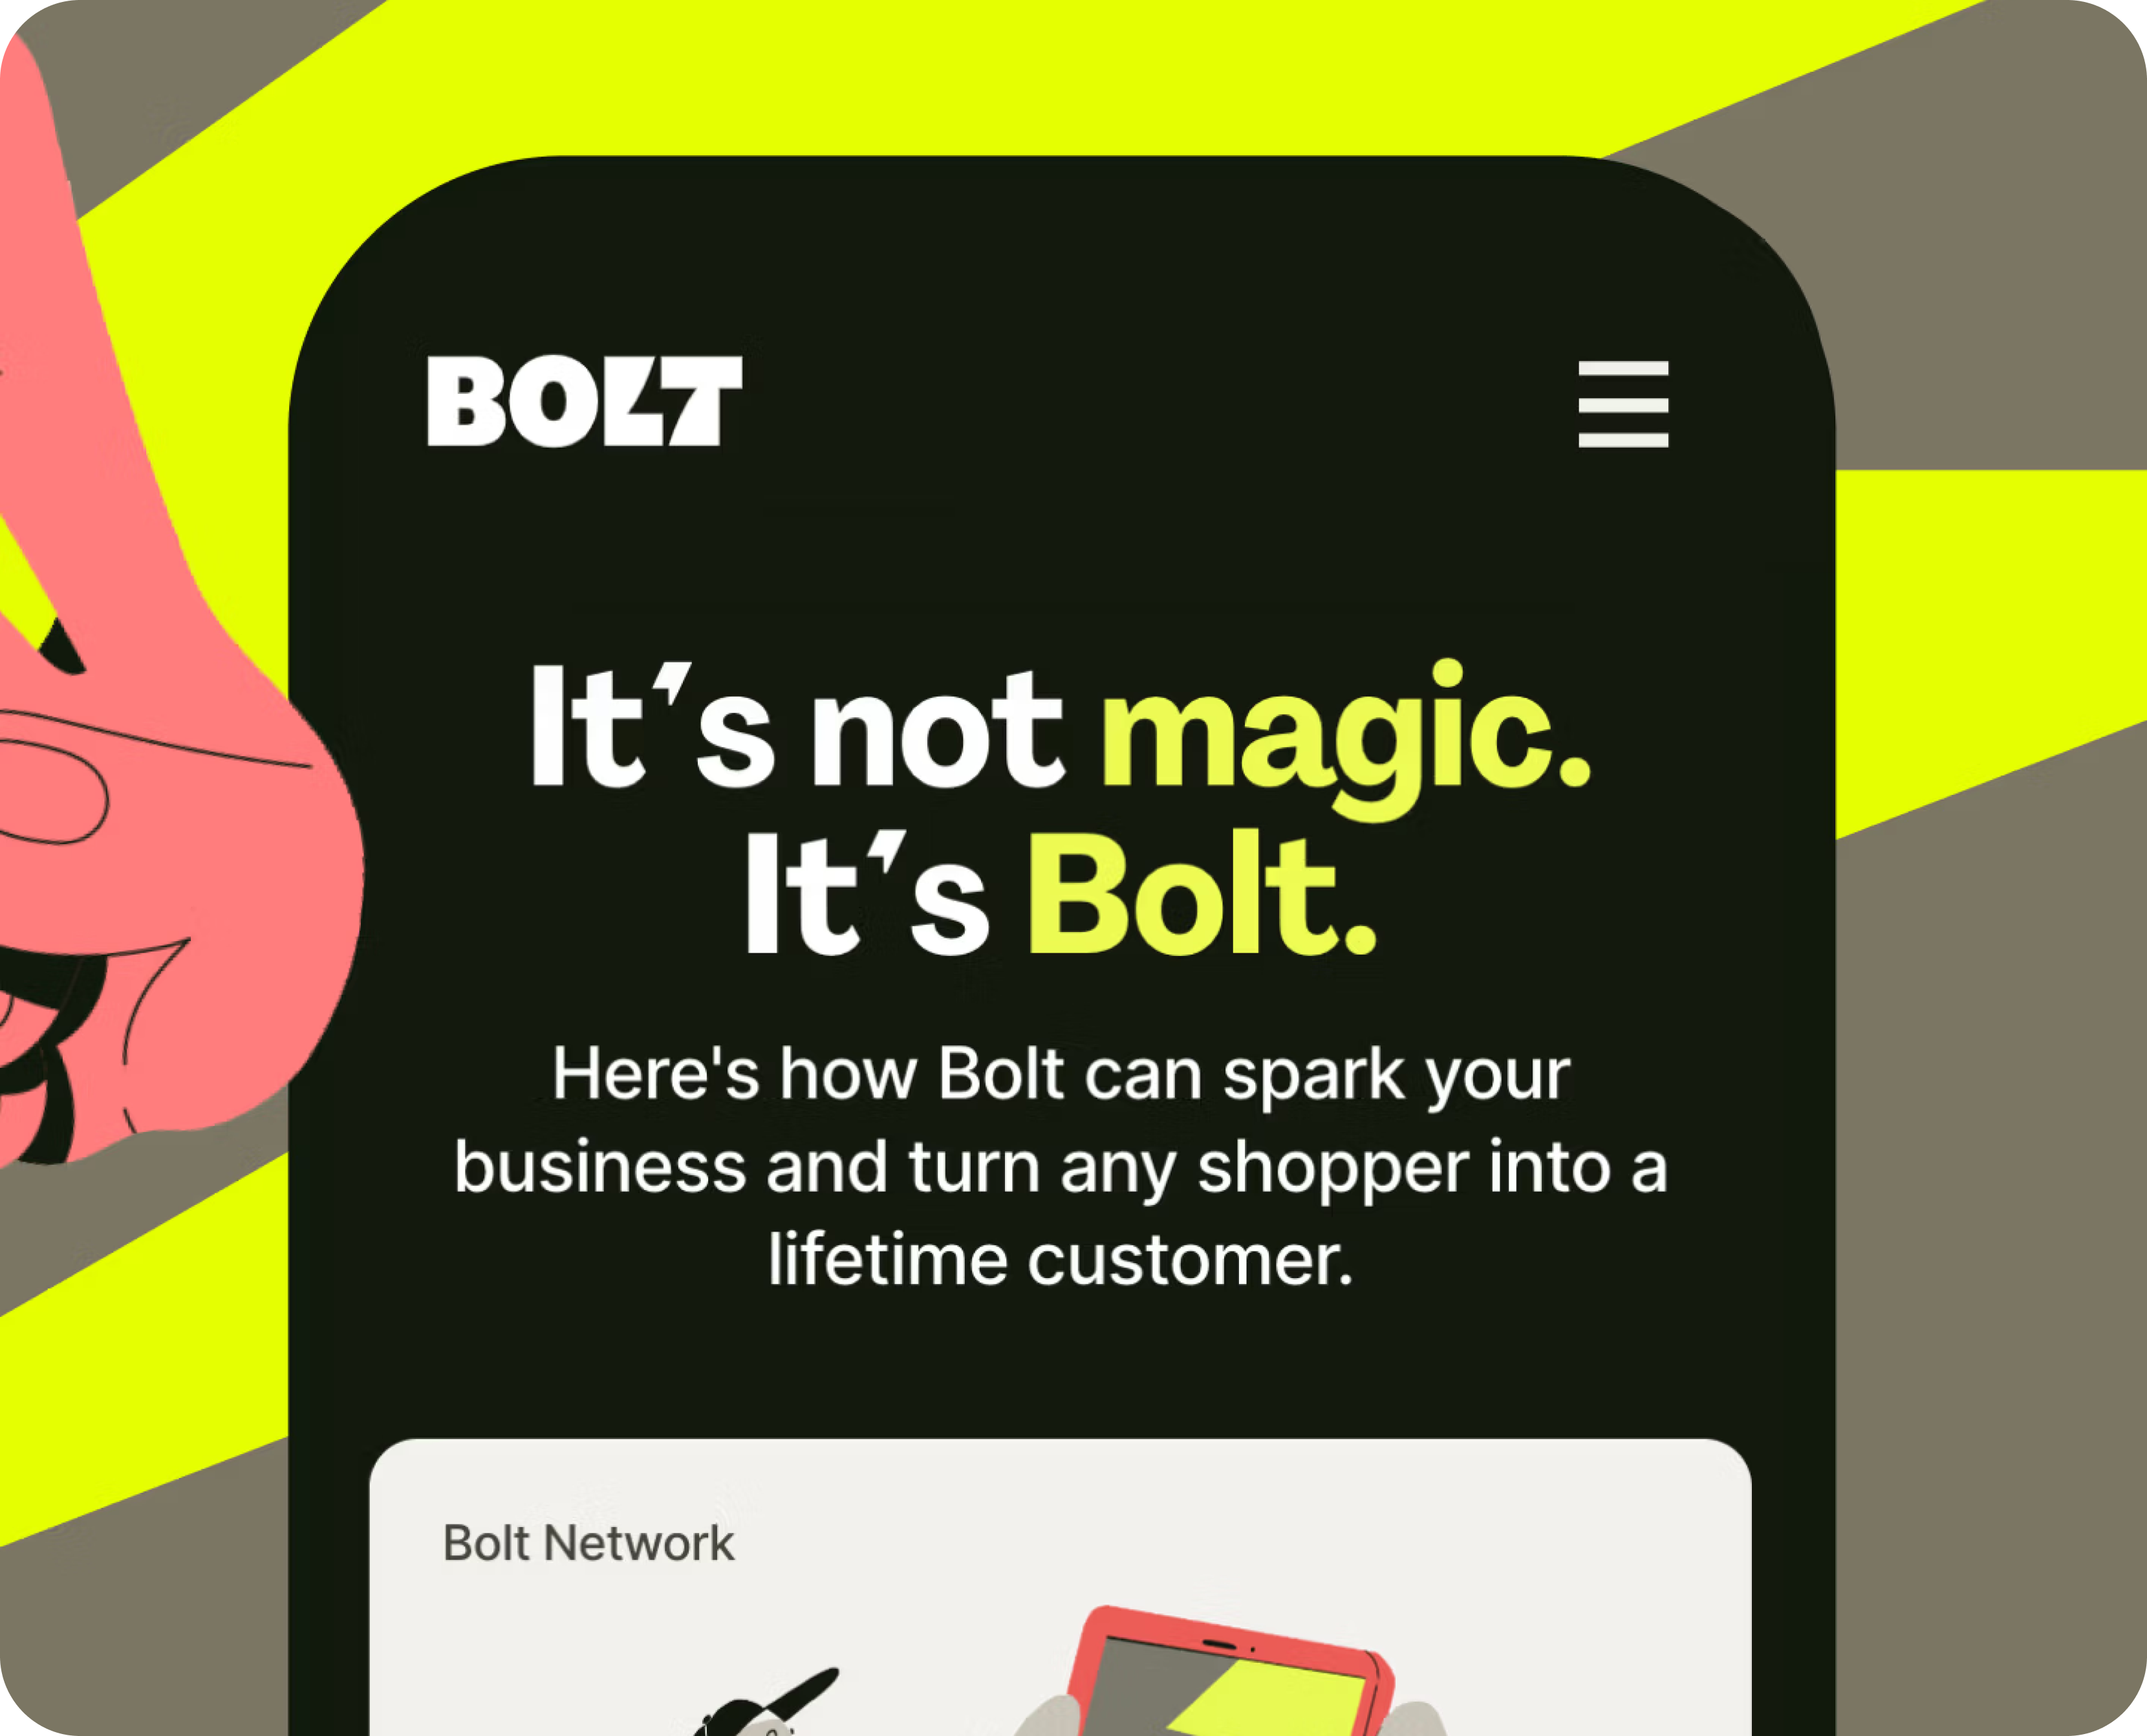 BOLT
It’s not magic.
It’s Bolt.
Here's how Bolt can spark your
business and turn any shopper into a
lifetime customer.
Bolt Network